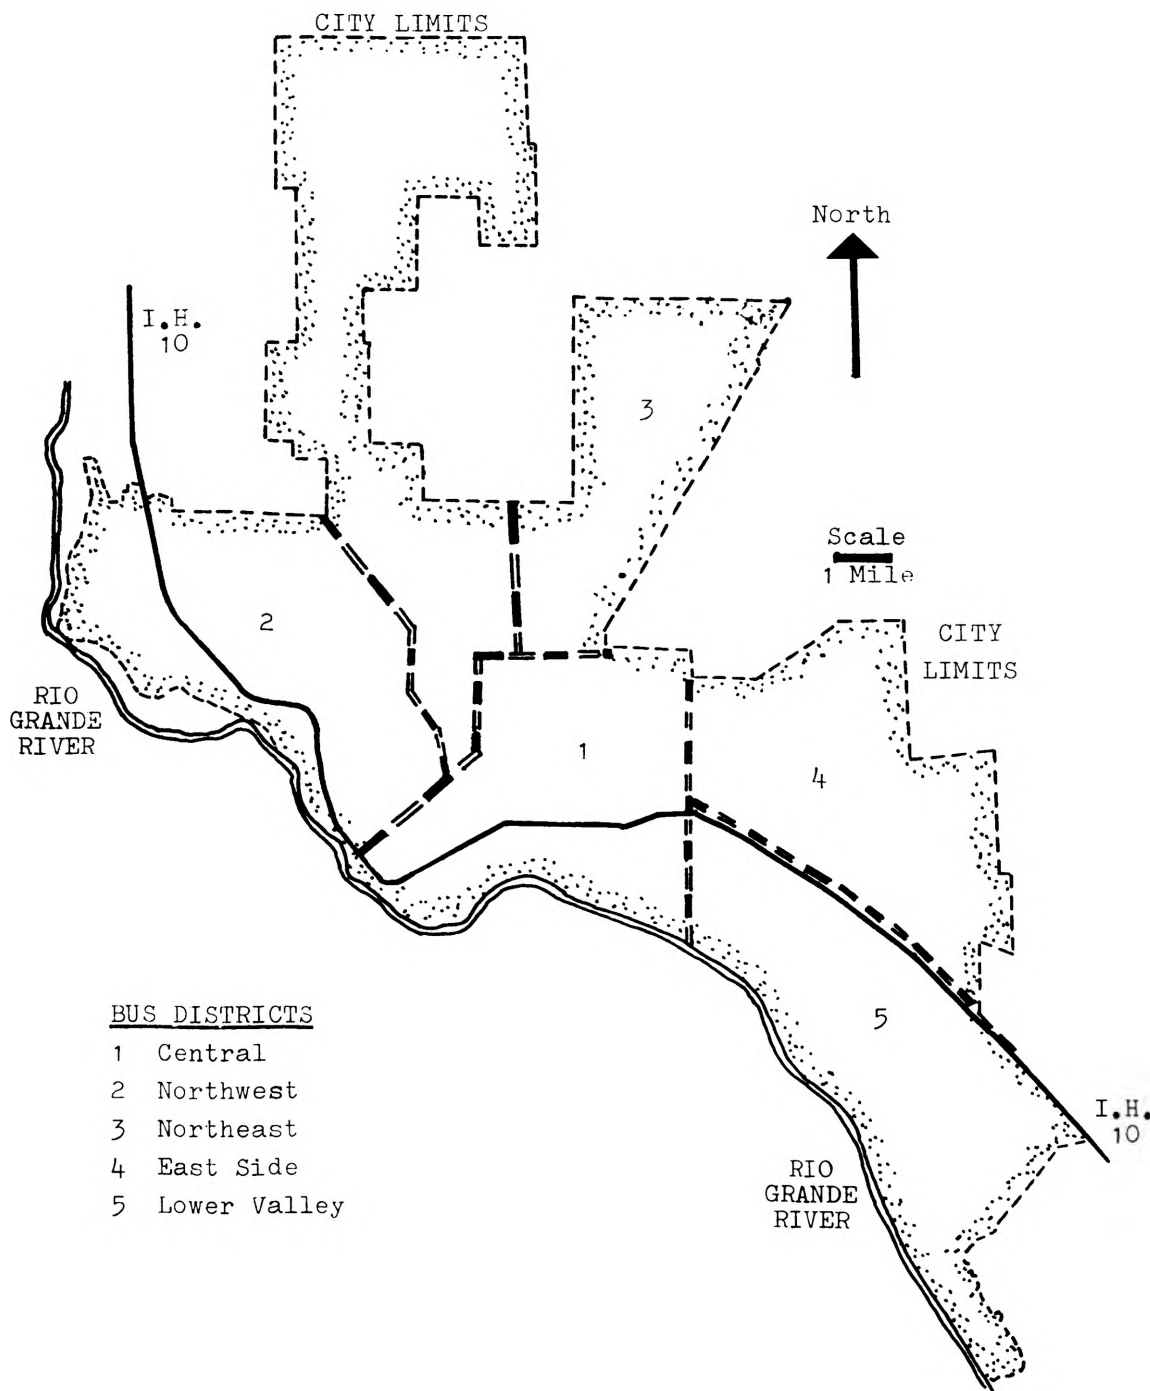 CITY LIMITS
North
I.H.
10
3
Scale
1 Mile
2
CITY
LIMITS
RIO
GRANDE
RIVER
1
4
BUS DISTRICTS
1 Central
2 Northwest
3 Northeast
4 East Side
5 Lower Valley
5
I.H.
10
RIO
GRANDE
RIVER